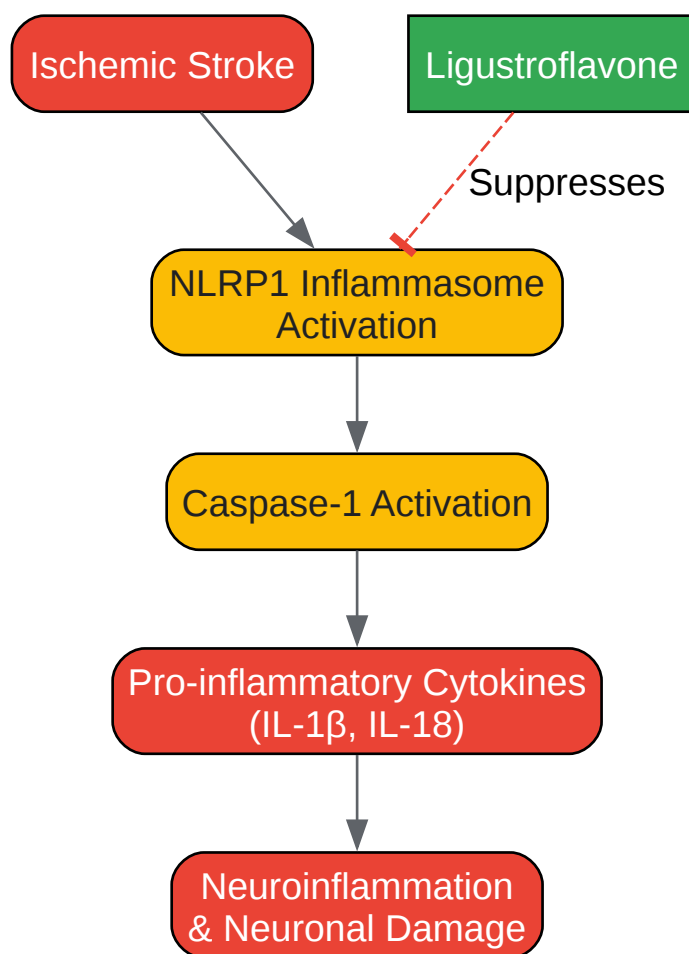 Ischemic Stroke
Ligustroflavone
Suppresses
NLRP1 Inflammasome
Activation
Caspase-1 Activation
Pro-inflammatory Cytokines
(IL-1β, IL-18)
Neuroinflammation
& Neuronal Damage